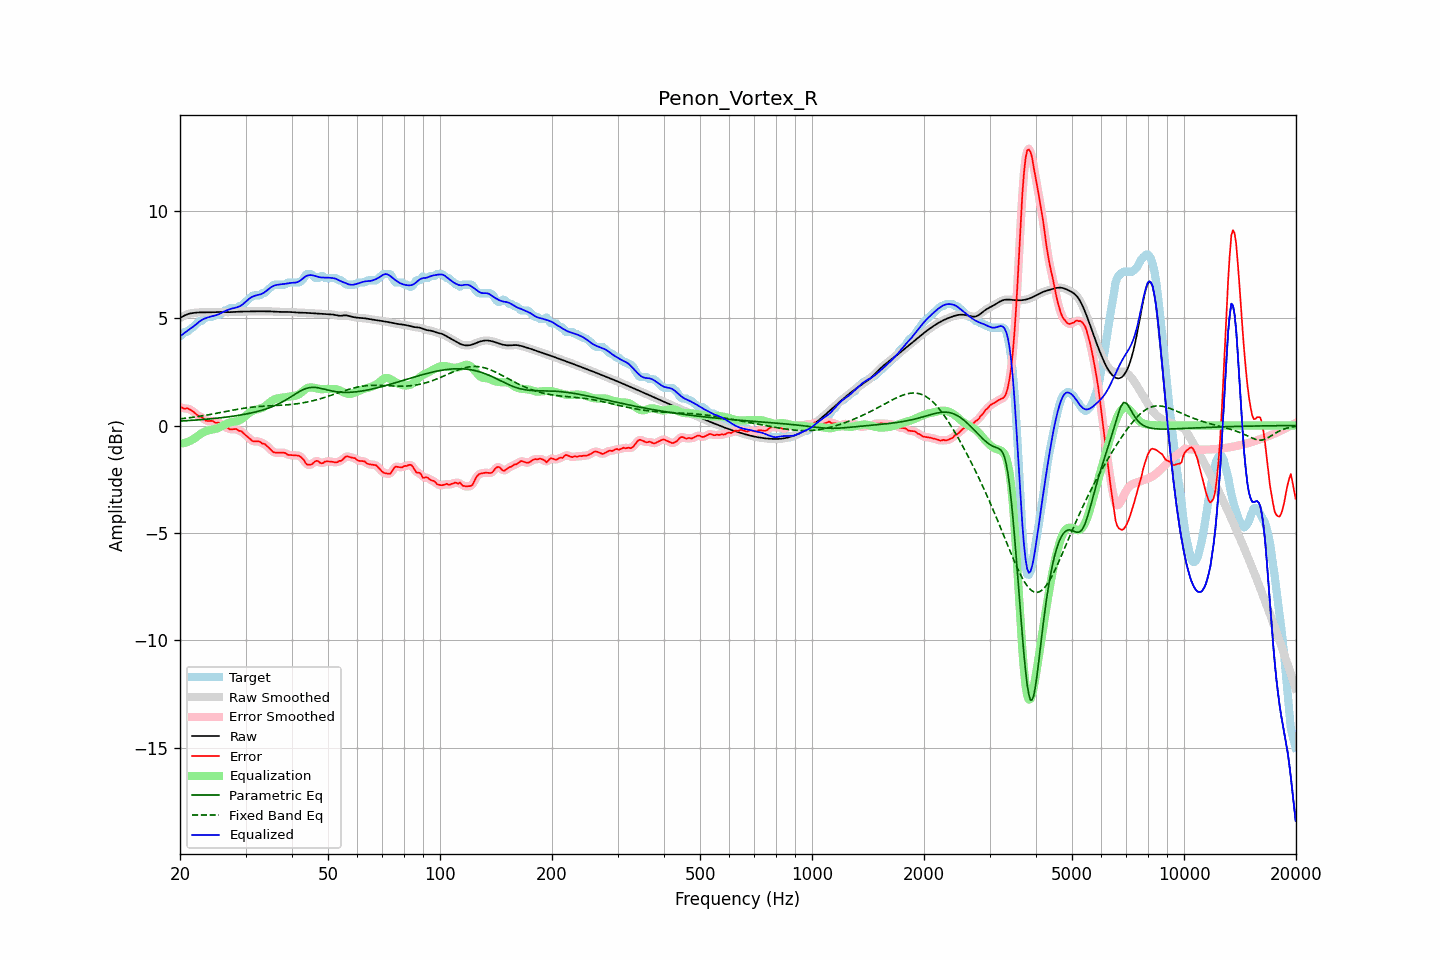 Penon_Vortex_R
Amplitude (dBr)
10
5
0
−5
−10
−15
Target
Raw Smoothed
Error Smoothed
Raw
Error
Equalization
Parametric Eq
Fixed Band Eq
Equalized
20 50 100 200 500 1000 2000 5000 10000 20000
Frequency (Hz)